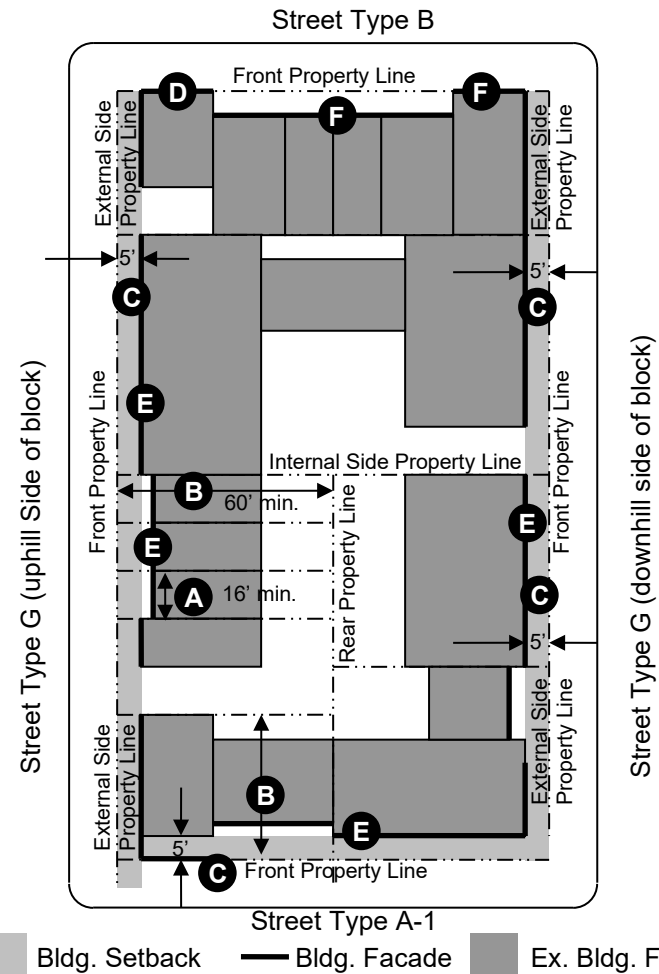 Street Type B
Front Property Line
D
F
F
External Side
Property Line
External Side
Property Line
5’
5’
C
C
Street Type G (uphill Side of block)
Street Type G (downhill side of block)
E
Front Property Line
Front Property Line
Internal Side Property Line
B
60’ min.
E
E
A
16’ min.
Rear Property Line
C
5’
External Side
Property Line
External Side
Property Line
B
E
5’
C
Front Property Line
Street Type A-1
Bldg. Setback
Bldg. Facade
Ex. Bldg. F